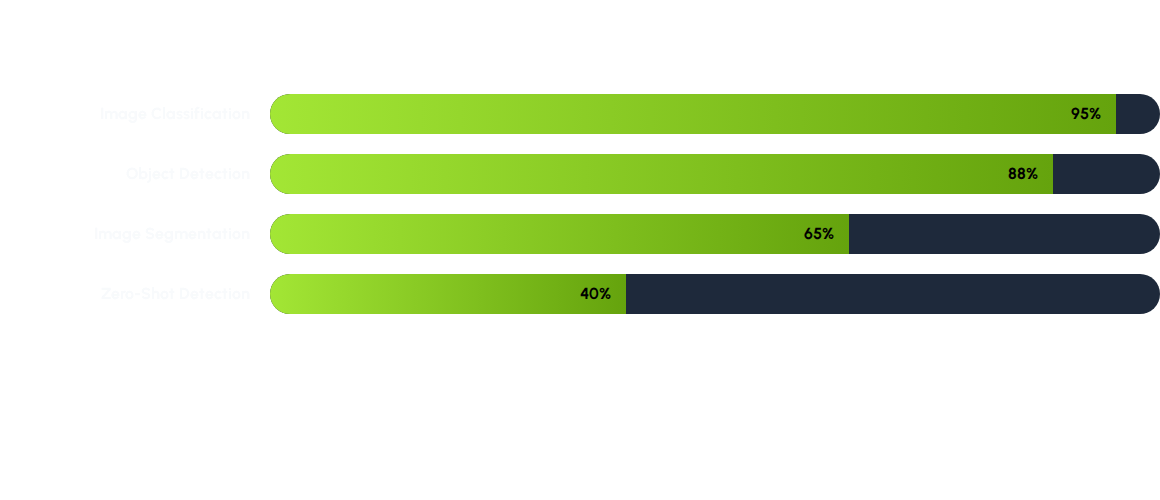 Image Classification 95%
Object Detection 88%
Image Segmentation 65%
Zero-Shot Detection 40%